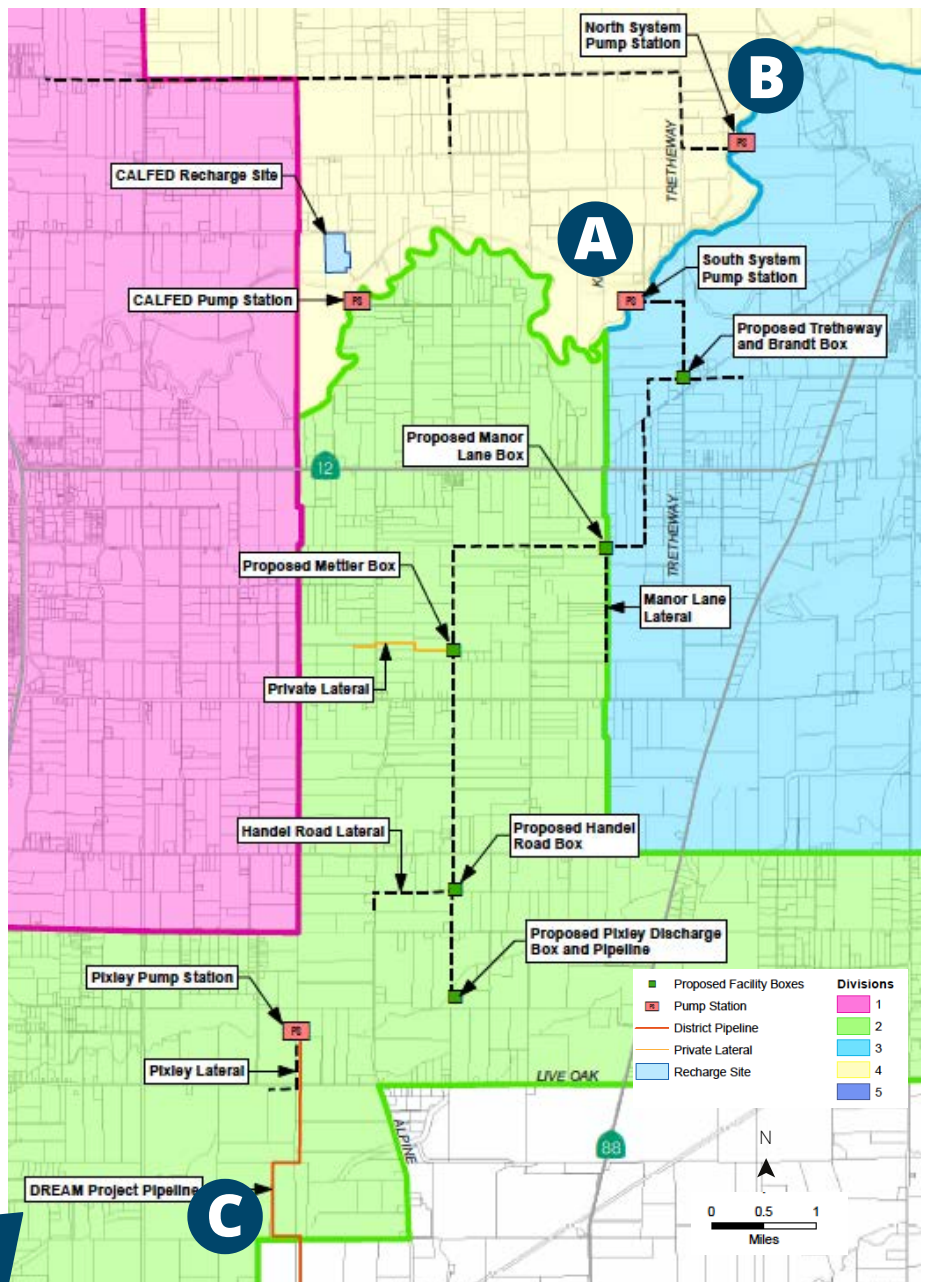 North System
Pump Station
B
PS
TRETHEWAY
CALFED Recharge Site
A
K
South System
Pump Station
CALFED Pump Station
PS
PS
Proposed Tretheway
and Brandt Box
Proposed Manor
Lane Box
12
TRETHEWAY
Proposed Mettler Box
Manor Lane
Lateral
Private Lateral
Handel Road Lateral
Proposed Handel
Road Box
Proposed Pixley Discharge
Box and Pipeline
Pixley Pump Station
PS
Pixley Lateral
LIVE OAK
ALPINE
88
DREAM Project Pipeline
C
Proposed Facility Boxes
PS Pump Station
District Pipeline
Private Lateral
Recharge Site
Divisions
1
2
3
4
5
N
0 0.5 1
Miles